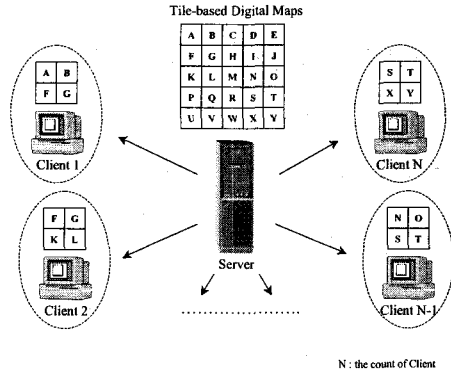 Tile-based Digital Maps
A B C D E
F G H I J
K L M N O
P Q R S T
U V W X Y
A B
F G
Client 1
S T
X Y
Client N
F G
K L
Client 2
N O
S T
Client N-1
Server
N : the count of Client